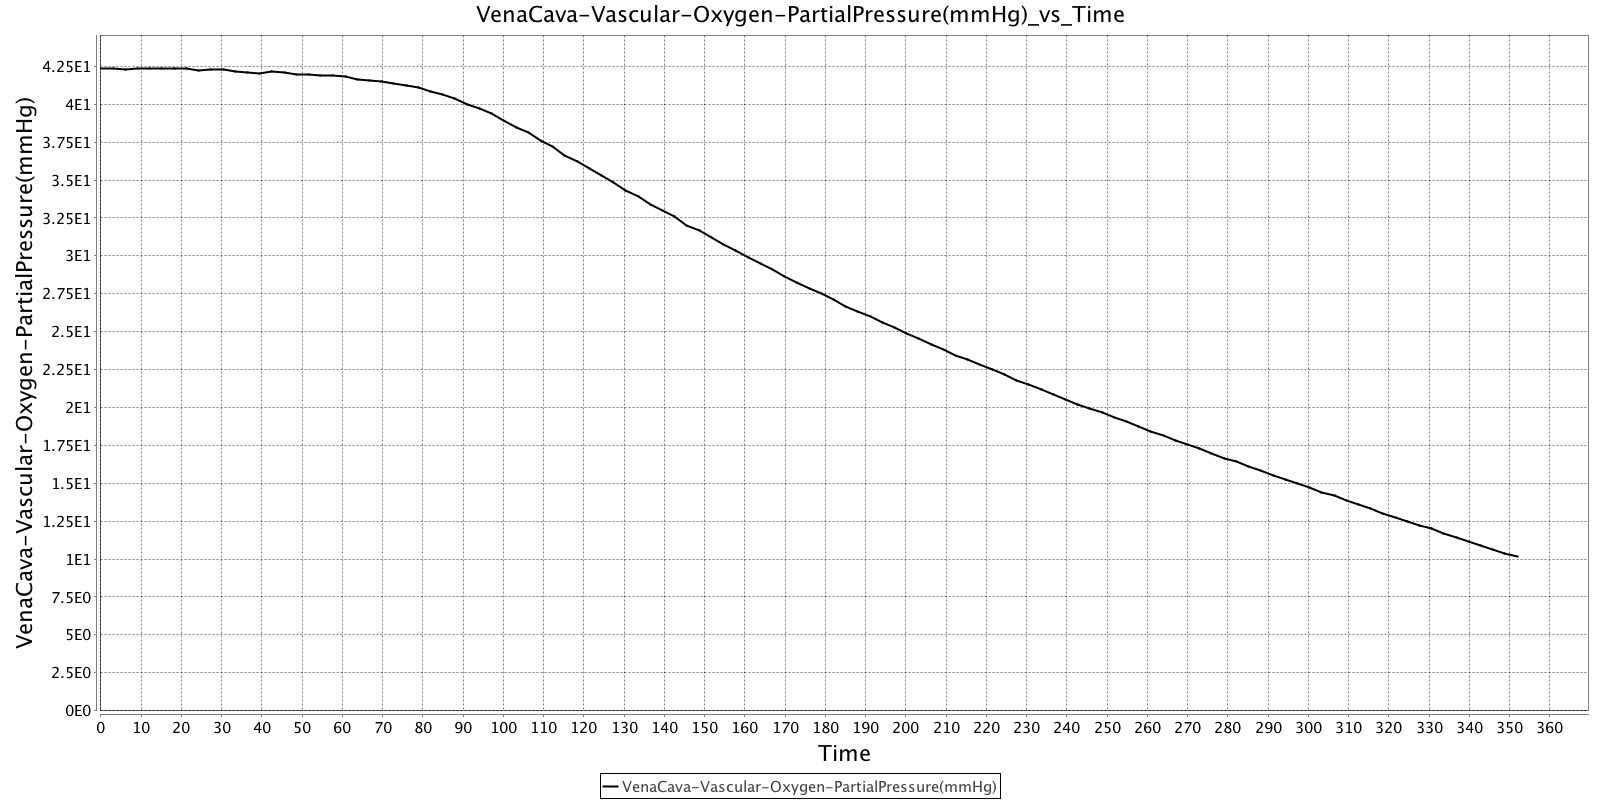 VenaCava-Vascular-Oxygen-PartialPressure(mmHg)_vs_Time
VenaCava-Vascular-Oxygen-PartialPressure(mmHg)
4.25E1
4E1
3.75E1
3.5E1
3.25E1
3E1
2.75E1
2.5E1
2.25E1
2E1
1.75E1
1.5E1
1.25E1
1E1
7.5E0
5E0
2.5E0
0E0
0 10 20 30 40 50 60 70 80 90 100 110 120 130 140 150 160 170 180 190 200 210 220 230 240 250 260 270 280 290 300 310 320 330 340 350 360
Time
VenaCava-Vascular-Oxygen-PartialPressure(mmHg)